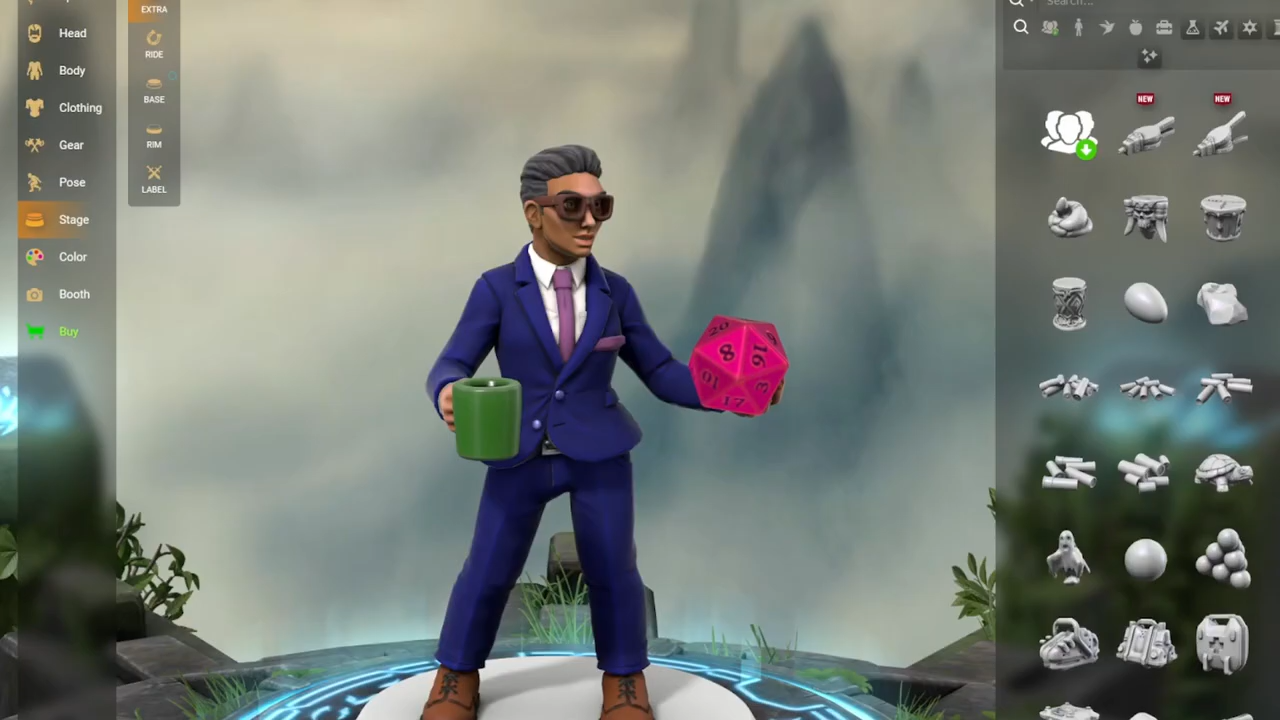 Head
Body
Clothing
Gear
Pose
Stage
Color
Booth
Buy
EXTRA
RIDE
BASE
RIM
LABEL
Search...
NEW
NEW
20
8
16
10
3
17